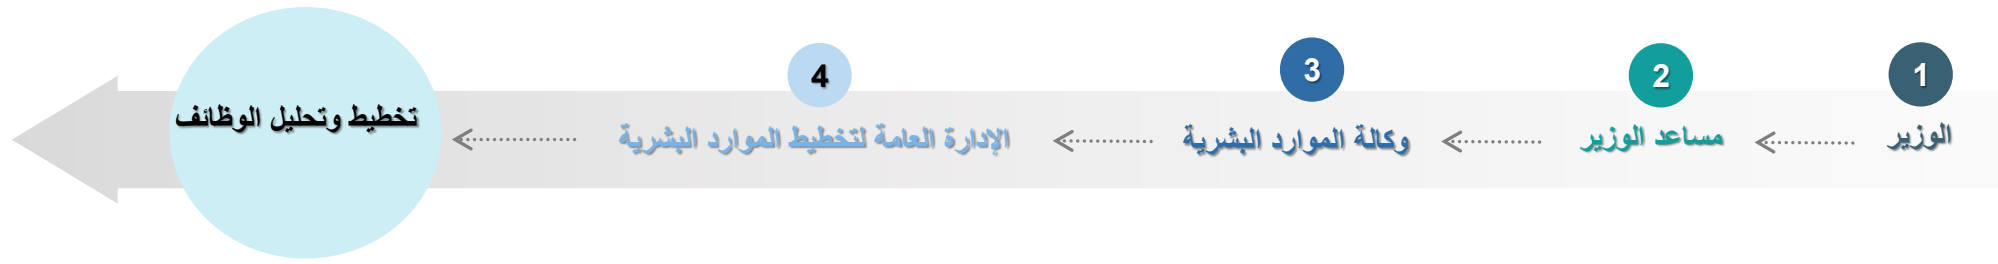 1
الوزير
2
مساعد الوزير
3
وكالة الموارد البشرية
4
الإدارة العامة لتخطيط الموارد البشرية
تخطيط وتحليل الوظائف